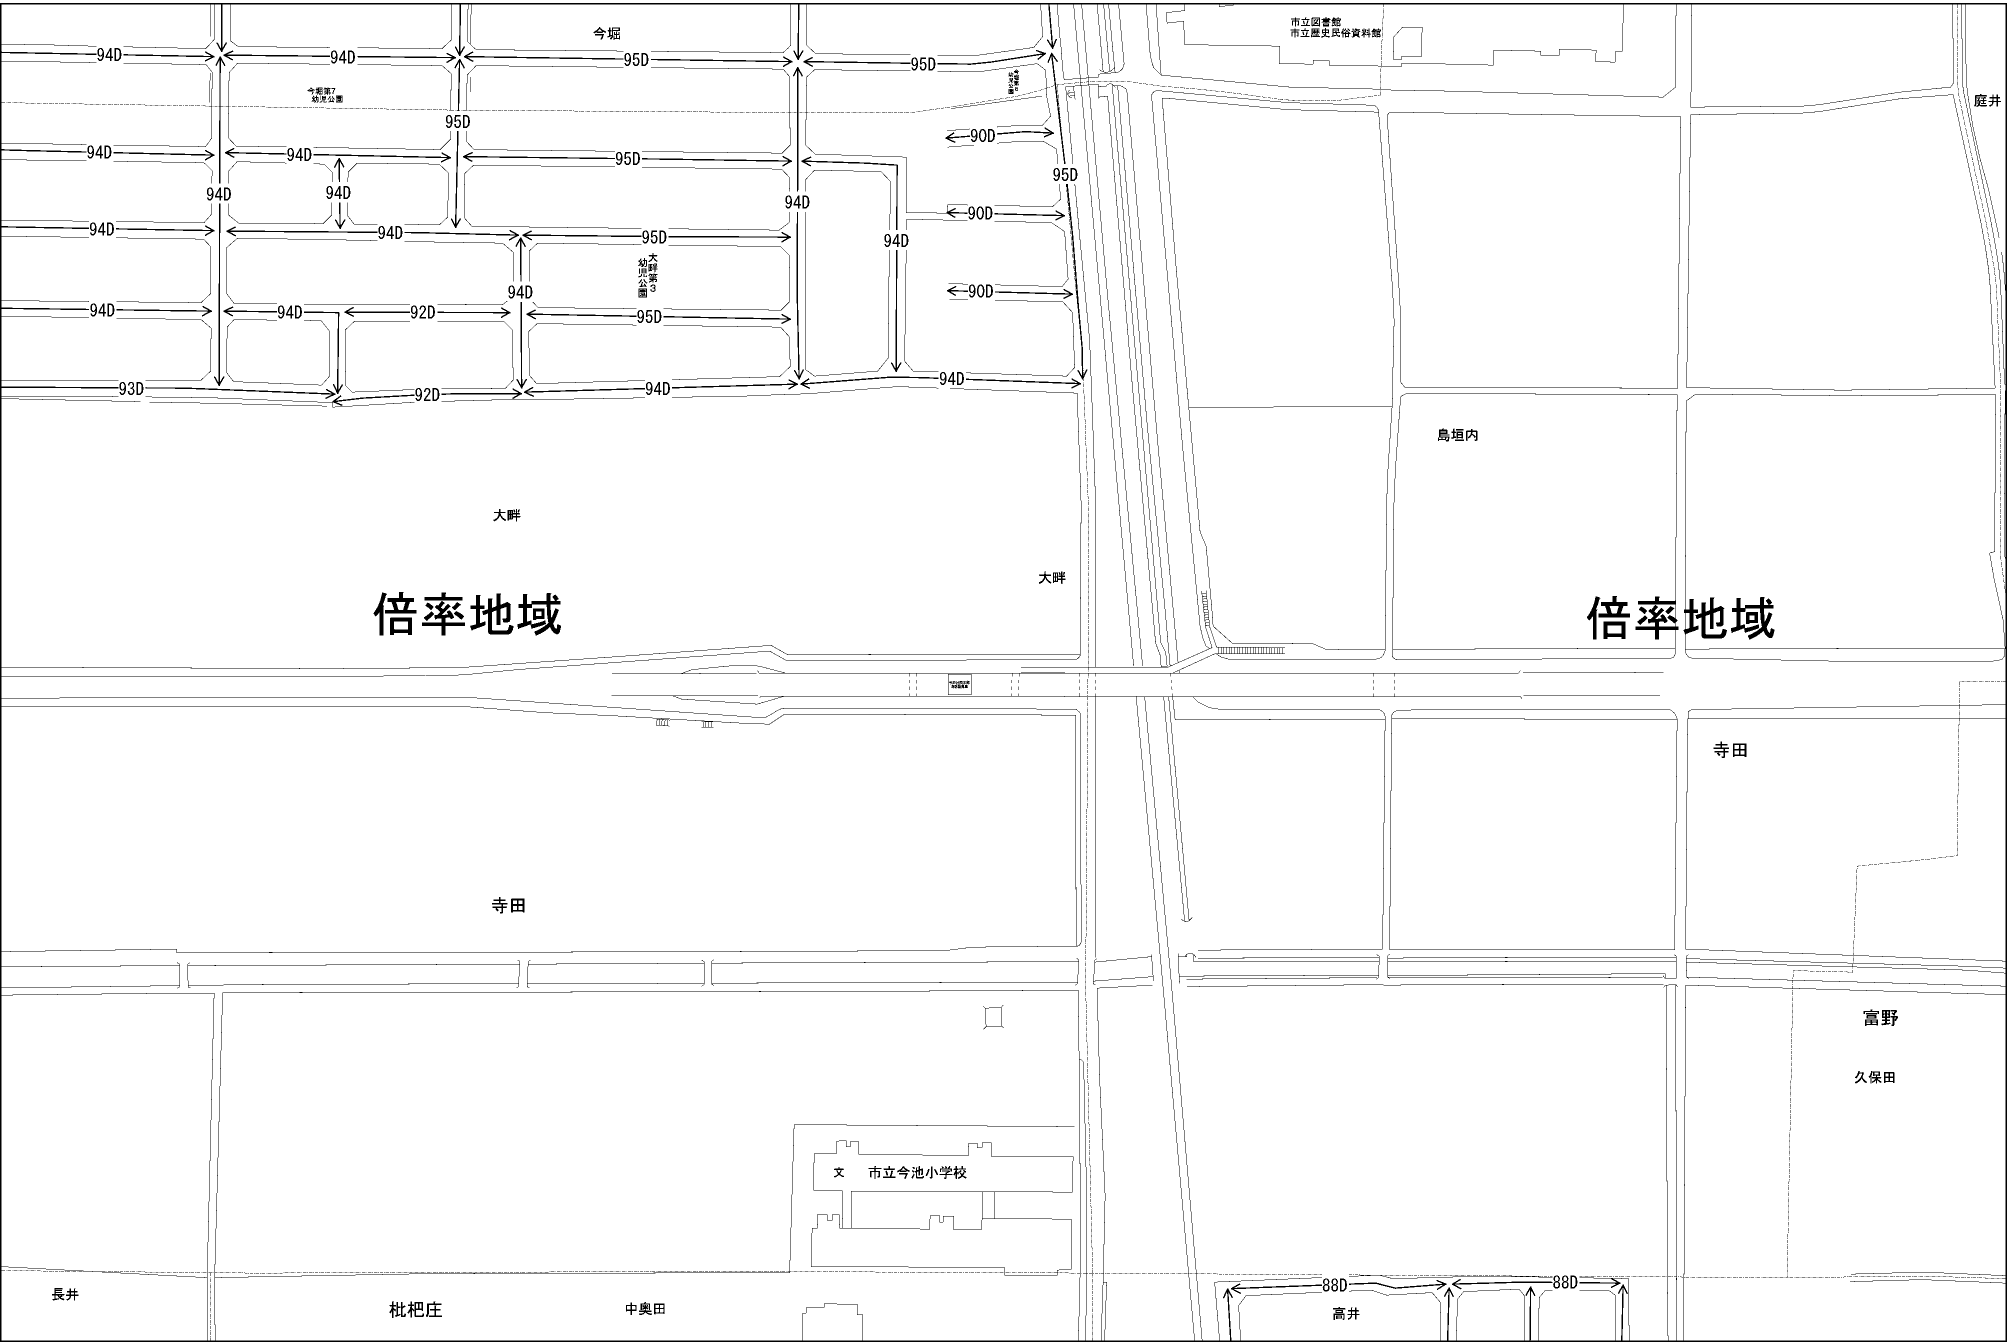 今堀
市立図書館
市立歴史民俗資料館
94D
94D
95D
95D
今堀第7
幼児公園
庭井
95D
90D
94D
94D
95D
95D
94D
94D
94D
90D
94D
94D
95D
94D
大畔第3
幼児公園
94D
90D
94D
94D
92D
95D
93D
92D
94D
94D
島垣内
大畔
大畔
倍率地域
倍率地域
寺田
寺田
富野
久保田
文 市立今池小学校
長井
枇杷庄
中奥田
88D
88D
高井